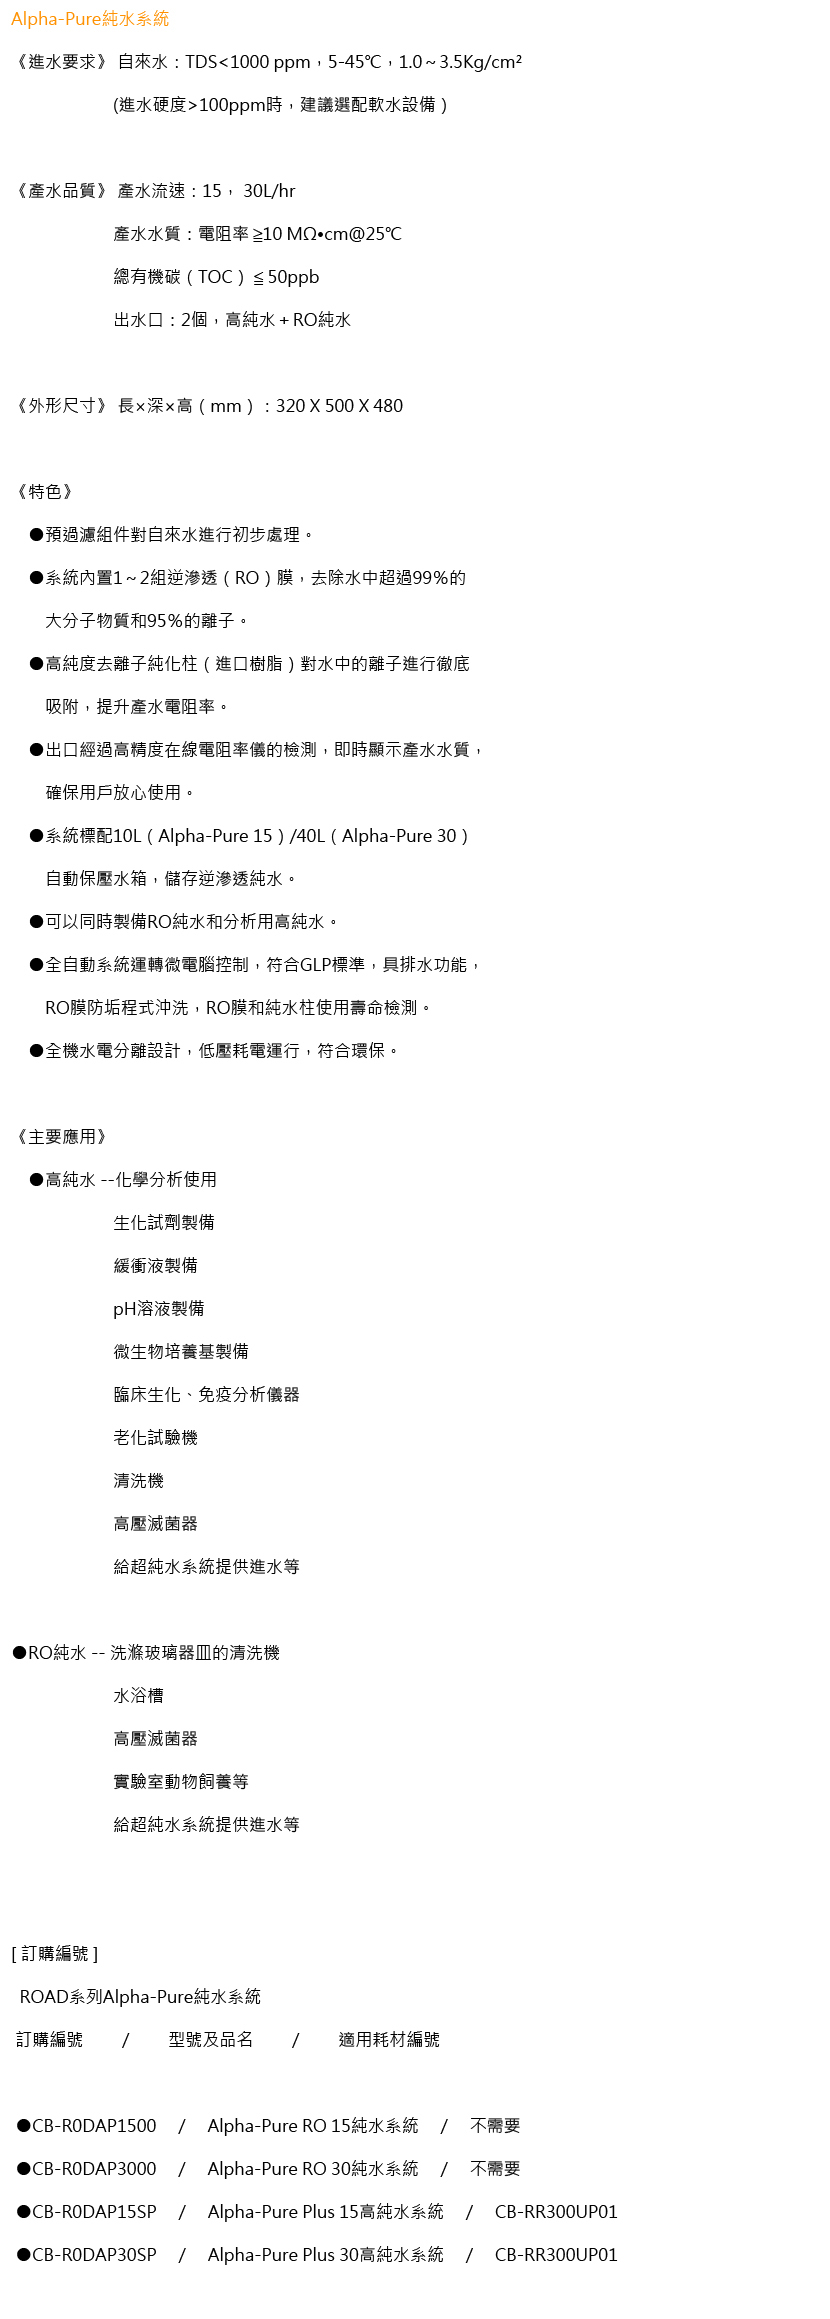 Alpha-Pure純水系統
《進水要求》 自來水：TDS<1000 ppm，5-45℃，1.0～3.5Kg/cm²
(進水硬度>100ppm時，建議選配軟水設備）
《產水品質》 產水流速：15， 30L/hr
產水水質：電阻率≧10 MΩ•cm@25℃
總有機碳（TOC）≦50ppb
出水口：2個，高純水＋RO純水
《外形尺寸》 長×深×高（mm）：320 X 500 X 480
《特色》
●預過濾組件對自來水進行初步處理。
●系統內置1～2組逆滲透（RO）膜，去除水中超過99%的
大分子物質和95%的離子。
●高純度去離子純化柱（進口樹脂）對水中的離子進行徹底
吸附，提升產水電阻率。
●出口經過高精度在線電阻率儀的檢測，即時顯示產水水質，
確保用戶放心使用。
●系統標配10L（Alpha-Pure 15）/40L（Alpha-Pure 30）
自動保壓水箱，儲存逆滲透純水。
●可以同時製備RO純水和分析用高純水。
●全自動系統運轉微電腦控制，符合GLP標準，具排水功能，
RO膜防垢程式沖洗，RO膜和純水柱使用壽命檢測。
●全機水電分離設計，低壓耗電運行，符合環保。
《主要應用》
●高純水 --化學分析使用
生化試劑製備
緩衝液製備
pH溶液製備
微生物培養基製備
臨床生化、免疫分析儀器
老化試驗機
清洗機
高壓滅菌器
給超純水系統提供進水等
●RO純水 -- 洗滌玻璃器皿的清洗機
水浴槽
高壓滅菌器
實驗室動物飼養等
給超純水系統提供進水等
[ 訂購編號 ]
ROAD系列Alpha-Pure純水系統
訂購編號 / 型號及品名 / 適用耗材編號
●CB-R0DAP1500 / Alpha-Pure RO 15純水系統 / 不需要
●CB-R0DAP3000 / Alpha-Pure RO 30純水系統 / 不需要
●CB-R0DAP15SP / Alpha-Pure Plus 15高純水系統 / CB-RR300UP01
●CB-R0DAP30SP / Alpha-Pure Plus 30高純水系統 / CB-RR300UP01